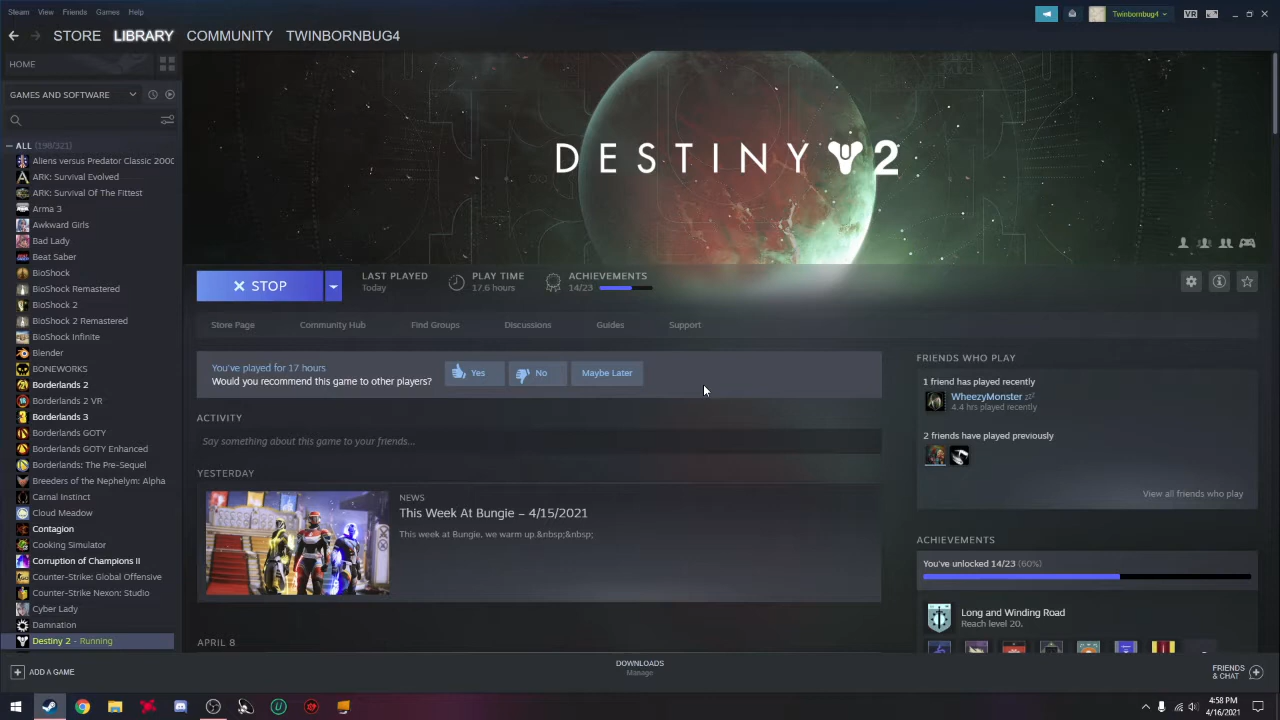 Steam View Friends Games Help
Twinbornbug4
VR
STORE LIBRARY COMMUNITY TWINBORNBUG4
HOME
GAMES AND SOFTWARE
ALL (198/321)
Aliens versus Predator Classic 2000
ARK: Survival Evolved
ARK: Survival Of The Fittest
Arma 3
Awkward Girls
Bad Lady
Beat Saber
BioShock
BioShock Remastered
BioShock 2
BioShock 2 Remastered
BioShock Infinite
Blender
BONEWORKS
Borderlands 2
Borderlands 2 VR
Borderlands 3
Borderlands GOTY
Borderlands GOTY Enhanced
Borderlands: The Pre-Sequel
Breeders of the Nephelym: Alpha
Carnal Instinct
Cloud Meadow
Contagion
Cooking Simulator
Corruption of Champions II
Counter-Strike: Global Offensive
Counter-Strike Nexon: Studio
Cyber Lady
Damnation
Destiny 2 - Running
DESTINY 2
STOP
LAST PLAYED
Today
PLAY TIME
17.6 hours
ACHIEVEMENTS
14/23
Store Page Community Hub Find Groups Discussions Guides Support
You've played for 17 hours
Would you recommend this game to other players?
Yes No Maybe Later
ACTIVITY
Say something about this game to your friends...
YESTERDAY
NEWS
This Week At Bungie – 4/15/2021
This week at Bungie, we warm up.&nbsp;&nbsp;
APRIL 8
FRIENDS WHO PLAY
1 friend has played recently
WheezyMonster
4.4 hrs played recently
2 friends have played previously
View all friends who play
ACHIEVEMENTS
You've unlocked 14/23 (60%)
Long and Winding Road
Reach level 20.
ADD A GAME
DOWNLOADS
Manage
FRIENDS
& CHAT
4:58 PM
4/16/2021